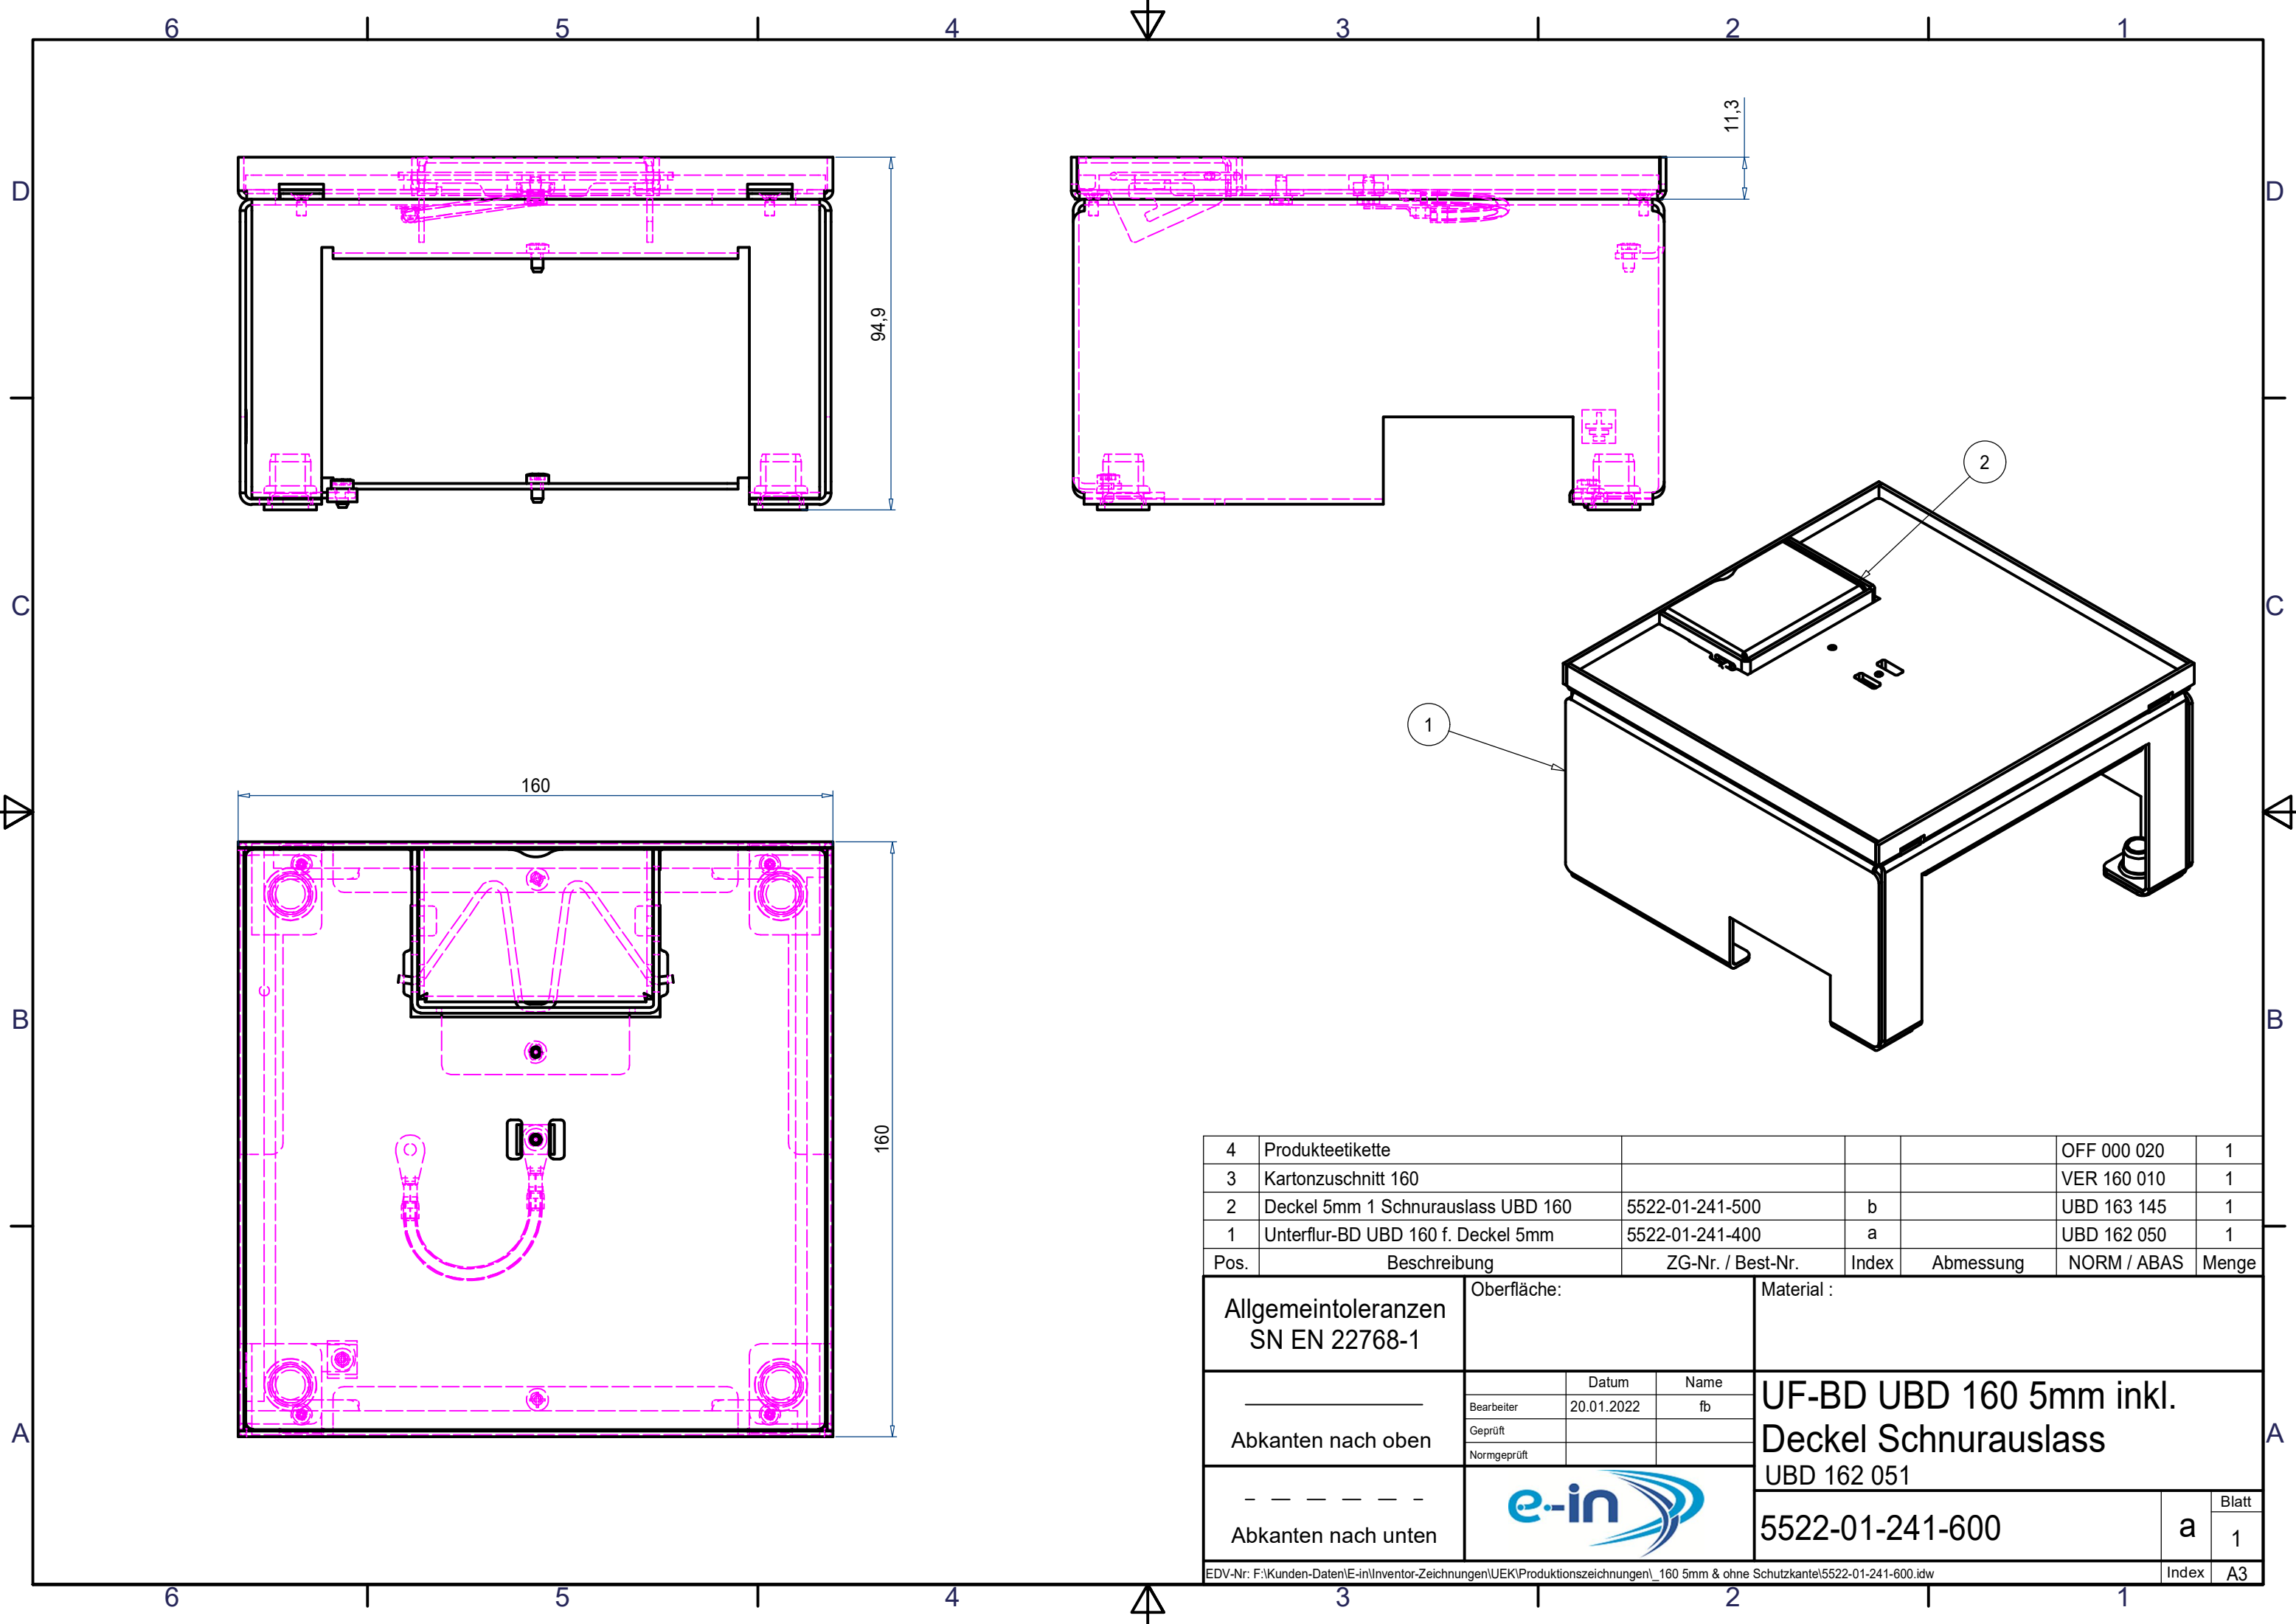 6 5 4 3 2 1
D D
C C
B B
A A
11,3
94,9
2
1
160
160
4 Produkteetikette OFF 000 020 1
3 Kartonzuschnitt 160 VER 160 010 1
2 Deckel 5mm 1 Schnurauslass UBD 160 5522-01-241-500 b UBD 163 145 1
1 Unterflur-BD UBD 160 f. Deckel 5mm 5522-01-241-400 a UBD 162 050 1
Pos. Beschreibung ZG-Nr. / Best-Nr. Index Abmessung NORM / ABAS Menge
Allgemeintoleranzen
SN EN 22768-1
Oberfläche:
Material :
Abkanten nach oben
Abkanten nach unten
Datum Name
Bearbeiter 20.01.2022 fb
Geprüft
Normgeprüft
e-in
UF-BD UBD 160 5mm inkl.
Deckel Schnurauslass
UBD 162 051
5522-01-241-600
a
Blatt
1
EDV-Nr: F:\Kunden-Daten\E-in\Inventor-Zeichnungen\UEK\Produktionszeichnungen\_160 5mm & ohne Schutzkante\5522-01-241-600.idw
Index A3
6 5 4 3 2 1